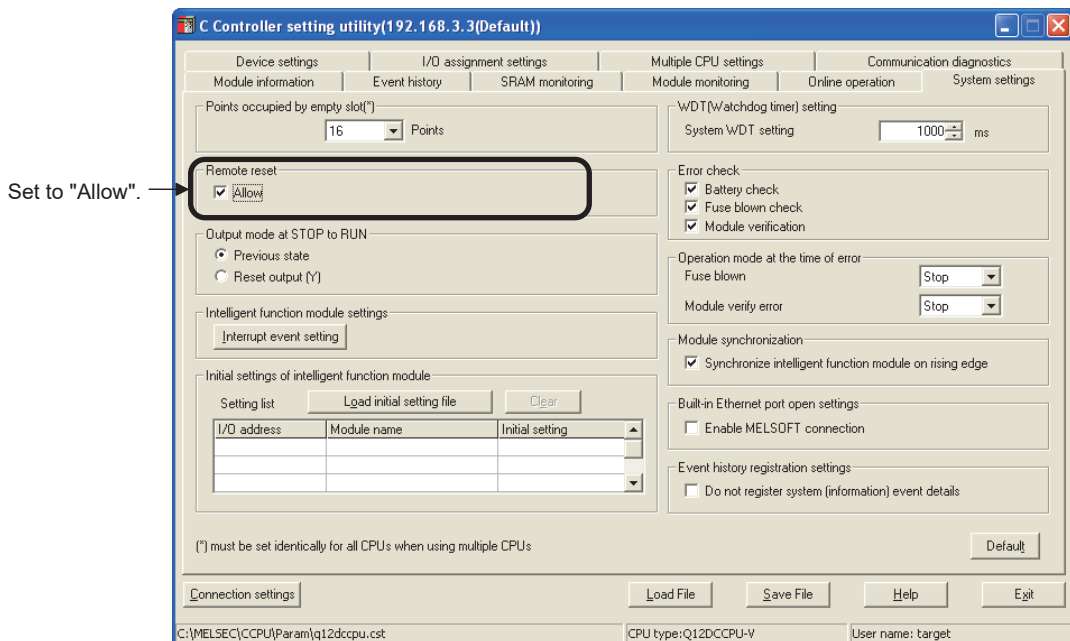 C Controller setting utility(192.168.3.3(Default))
Device settings I/O assignment settings Multiple CPU settings Communication diagnostics
Module information Event history SRAM monitoring Module monitoring Online operation System settings
Points occupied by empty slot(*)
16 Points
Remote reset
Allow
Set to "Allow".
Output mode at STOP to RUN
Previous state
Reset output (Y)
Intelligent function module settings
Interrupt event setting
Initial settings of intelligent function module
Setting list Load initial setting file Clear
I/O address Module name Initial setting
WDT(Watchdog timer) setting
System WDT setting 1000 ms
Error check
Battery check
Fuse blown check
Module verification
Operation mode at the time of error
Fuse blown Stop
Module verify error Stop
Module synchronization
Synchronize intelligent function module on rising edge
Built-in Ethernet port open settings
Enable MELSOFT connection
Event history registration settings
Do not register system (information) event details
(*) must be set identically for all CPUs when using multiple CPUs
Default
Connection settings Load File Save File Help Exit
C:\MELSEC\CCPU\Param\q12dccpu.cst CPU type:Q12DCCPU-V User name: target